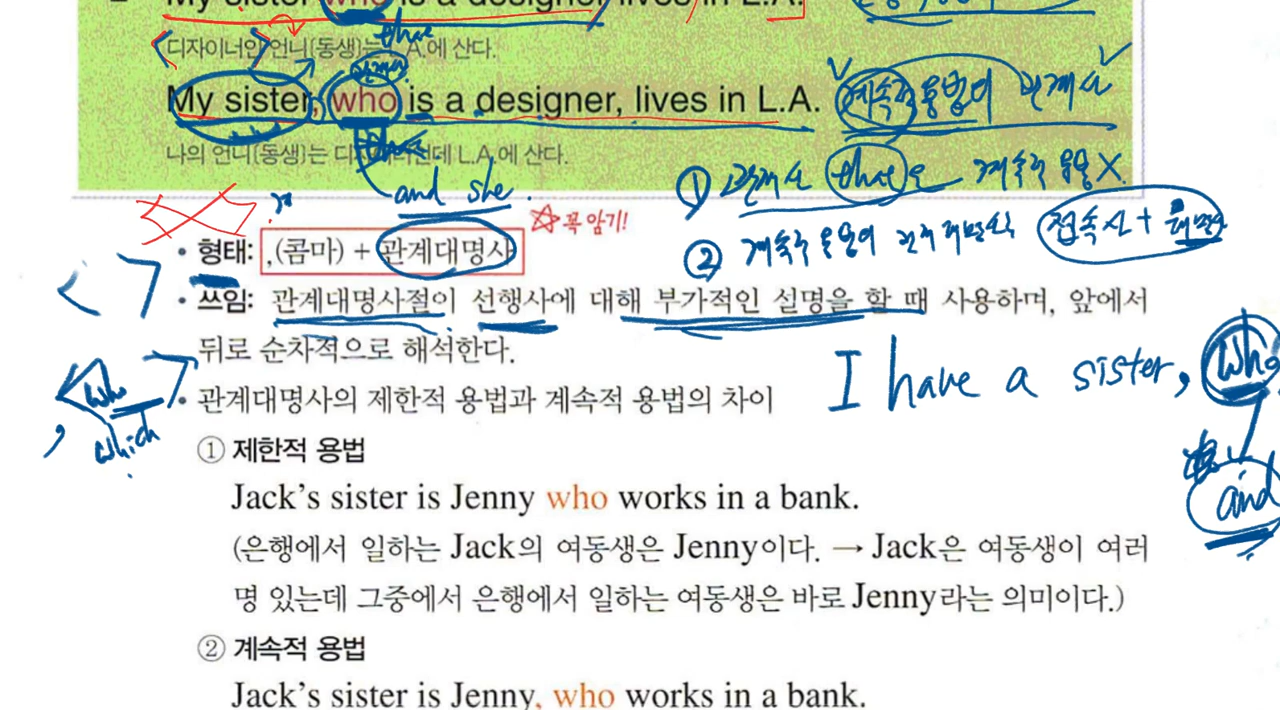 My sister who is a designer lives in L.A.
that
디자이너인 언니(동생)는 L.A.에 산다.
My sister, who is a designer, lives in L.A.
계속적 용법의 관계사
나의 언니(동생)는 디자이너인데 L.A.에 산다.
① 관계사 that은 계속적 용법 X.
and she
꼭 암기!
• 형태: ,(콤마) + 관계대명사
② 계속적 용법의 관계대명사 접속사 + 대명사
• 쓰임: 관계대명사절이 선행사에 대해 부가적인 설명을 할 때 사용하며, 앞에서
뒤로 순차적으로 해석한다.
I have a sister, who
who
, which
• 관계대명사의 제한적 용법과 계속적 용법의 차이
① 제한적 용법
Jack's sister is Jenny who works in a bank.
and
(은행에서 일하는 Jack의 여동생은 Jenny이다. → Jack은 여동생이 여러
명 있는데 그중에서 은행에서 일하는 여동생은 바로 Jenny라는 의미이다.)
② 계속적 용법
Jack's sister is Jenny, who works in a bank.